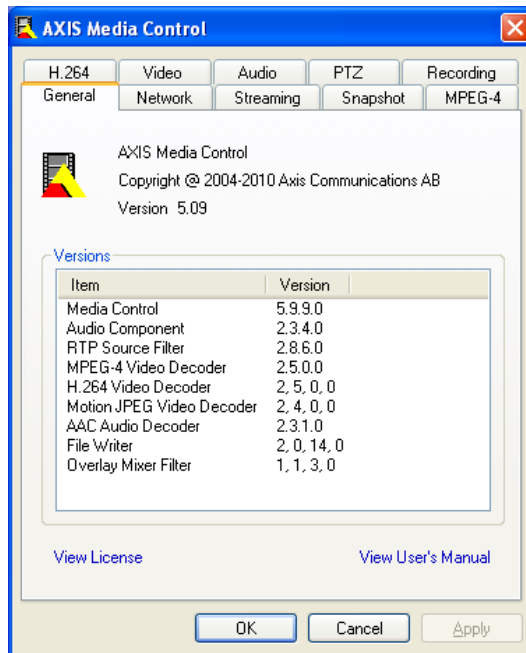 AXIS Media Control
H.264 Video Audio PTZ Recording
General Network Streaming Snapshot MPEG-4
AXIS Media Control
Copyright @ 2004-2010 Axis Communications AB
Version 5.09
Versions
Item Version
Media Control 5.9.9.0
Audio Component 2.3.4.0
RTP Source Filter 2.8.6.0
MPEG-4 Video Decoder 2.5.0.0
H.264 Video Decoder 2, 5, 0, 0
Motion JPEG Video Decoder 2, 4, 0, 0
AAC Audio Decoder 2.3.1.0
File Writer 2, 0, 14, 0
Overlay Mixer Filter 1, 1, 3, 0
View License View User's Manual
OK Cancel Apply